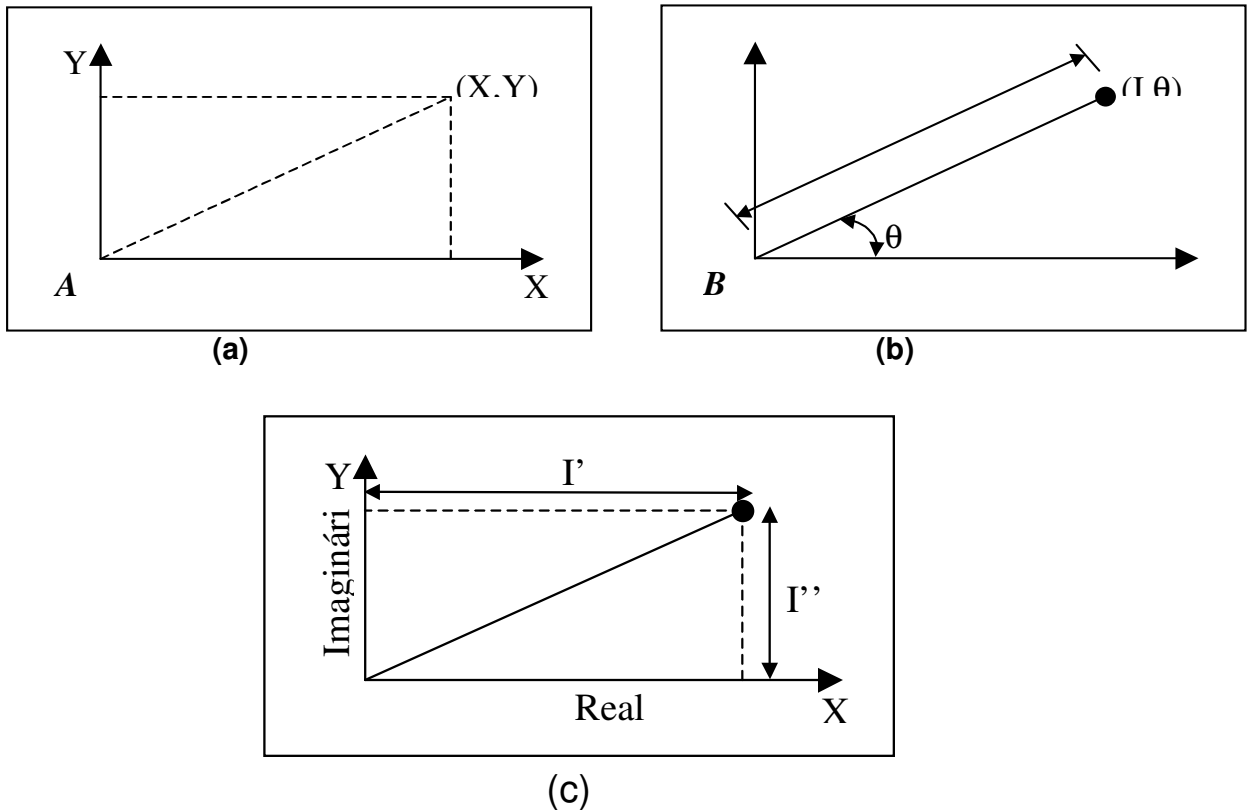 Y
(X,Y)
A
X
(a)
(I,θ)
θ
B
(b)
Y
I’
Imaginári
I’’
Real
X
(c)